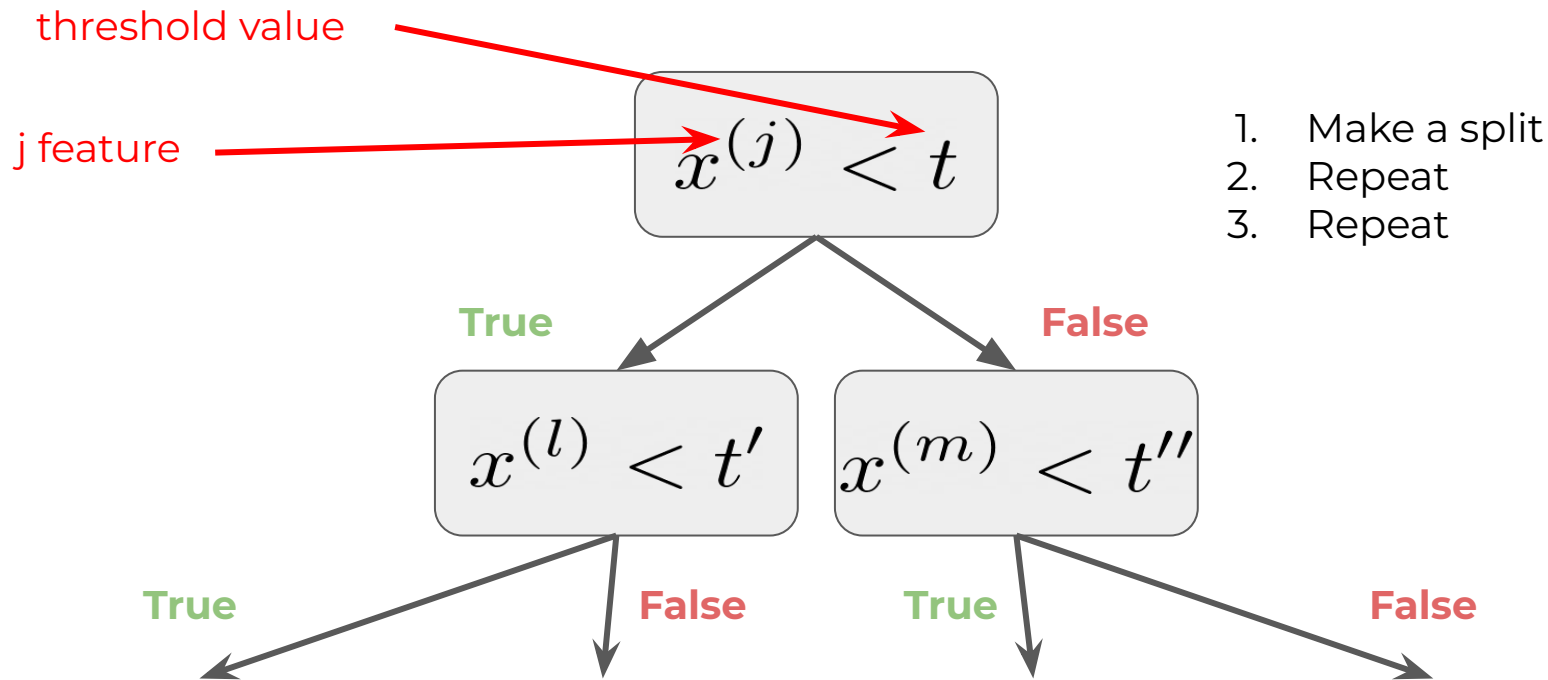 threshold value
j feature
x^{(j)} < t
1. Make a split
2. Repeat
3. Repeat
True
False
x^{(l)} < t'
x^{(m)} < t''
True
False
True
False